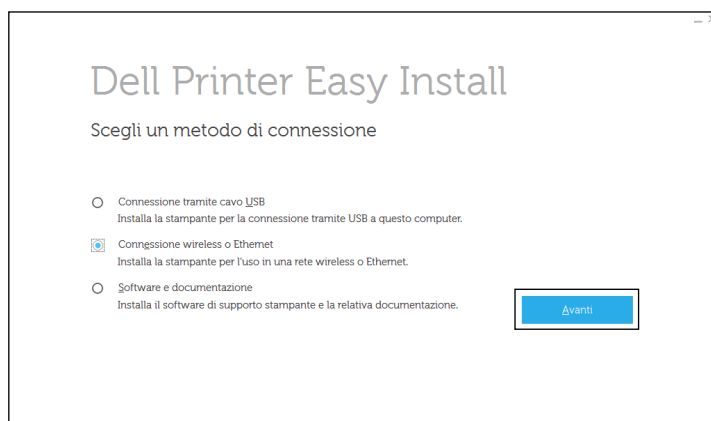 Dell Printer Easy Install
Scegli un metodo di connessione
Connessione tramite cavo USB
Installa la stampante per la connessione tramite USB a questo computer.
Connessione wireless o Ethernet
Installa la stampante per l'uso in una rete wireless o Ethernet.
Software e documentazione
Installa il software di supporto stampante e la relativa documentazione.
Avanti